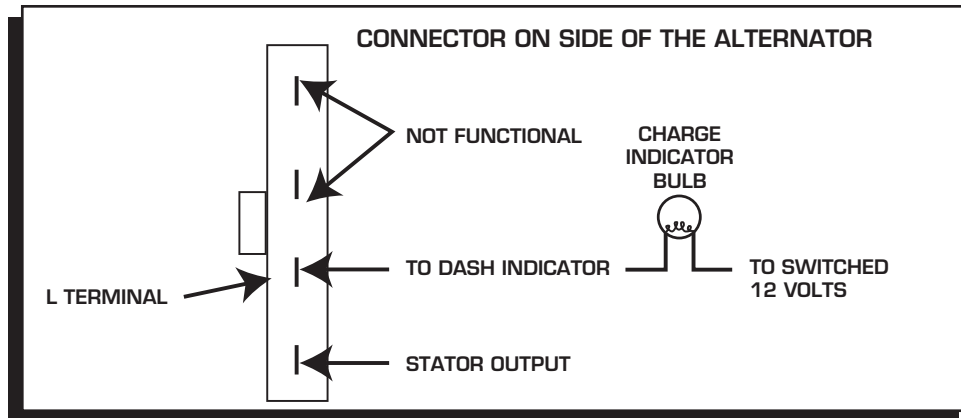 CONNECTOR ON SIDE OF THE ALTERNATOR
NOT FUNCTIONAL
CHARGE
INDICATOR
BULB
TO DASH INDICATOR
TO SWITCHED
12 VOLTS
L TERMINAL
STATOR OUTPUT